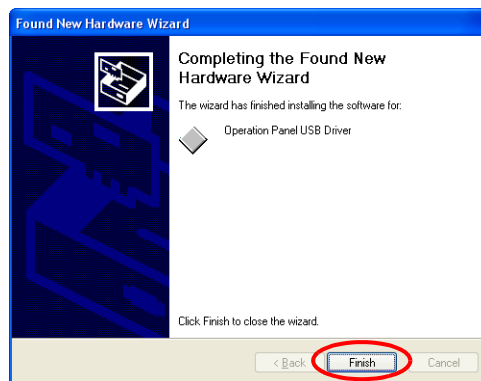 Found New Hardware Wizard
Completing the Found New
Hardware Wizard
The wizard has finished installing the software for:
Operation Panel USB Driver
Click Finish to close the wizard.
< Back
Finish
Cancel